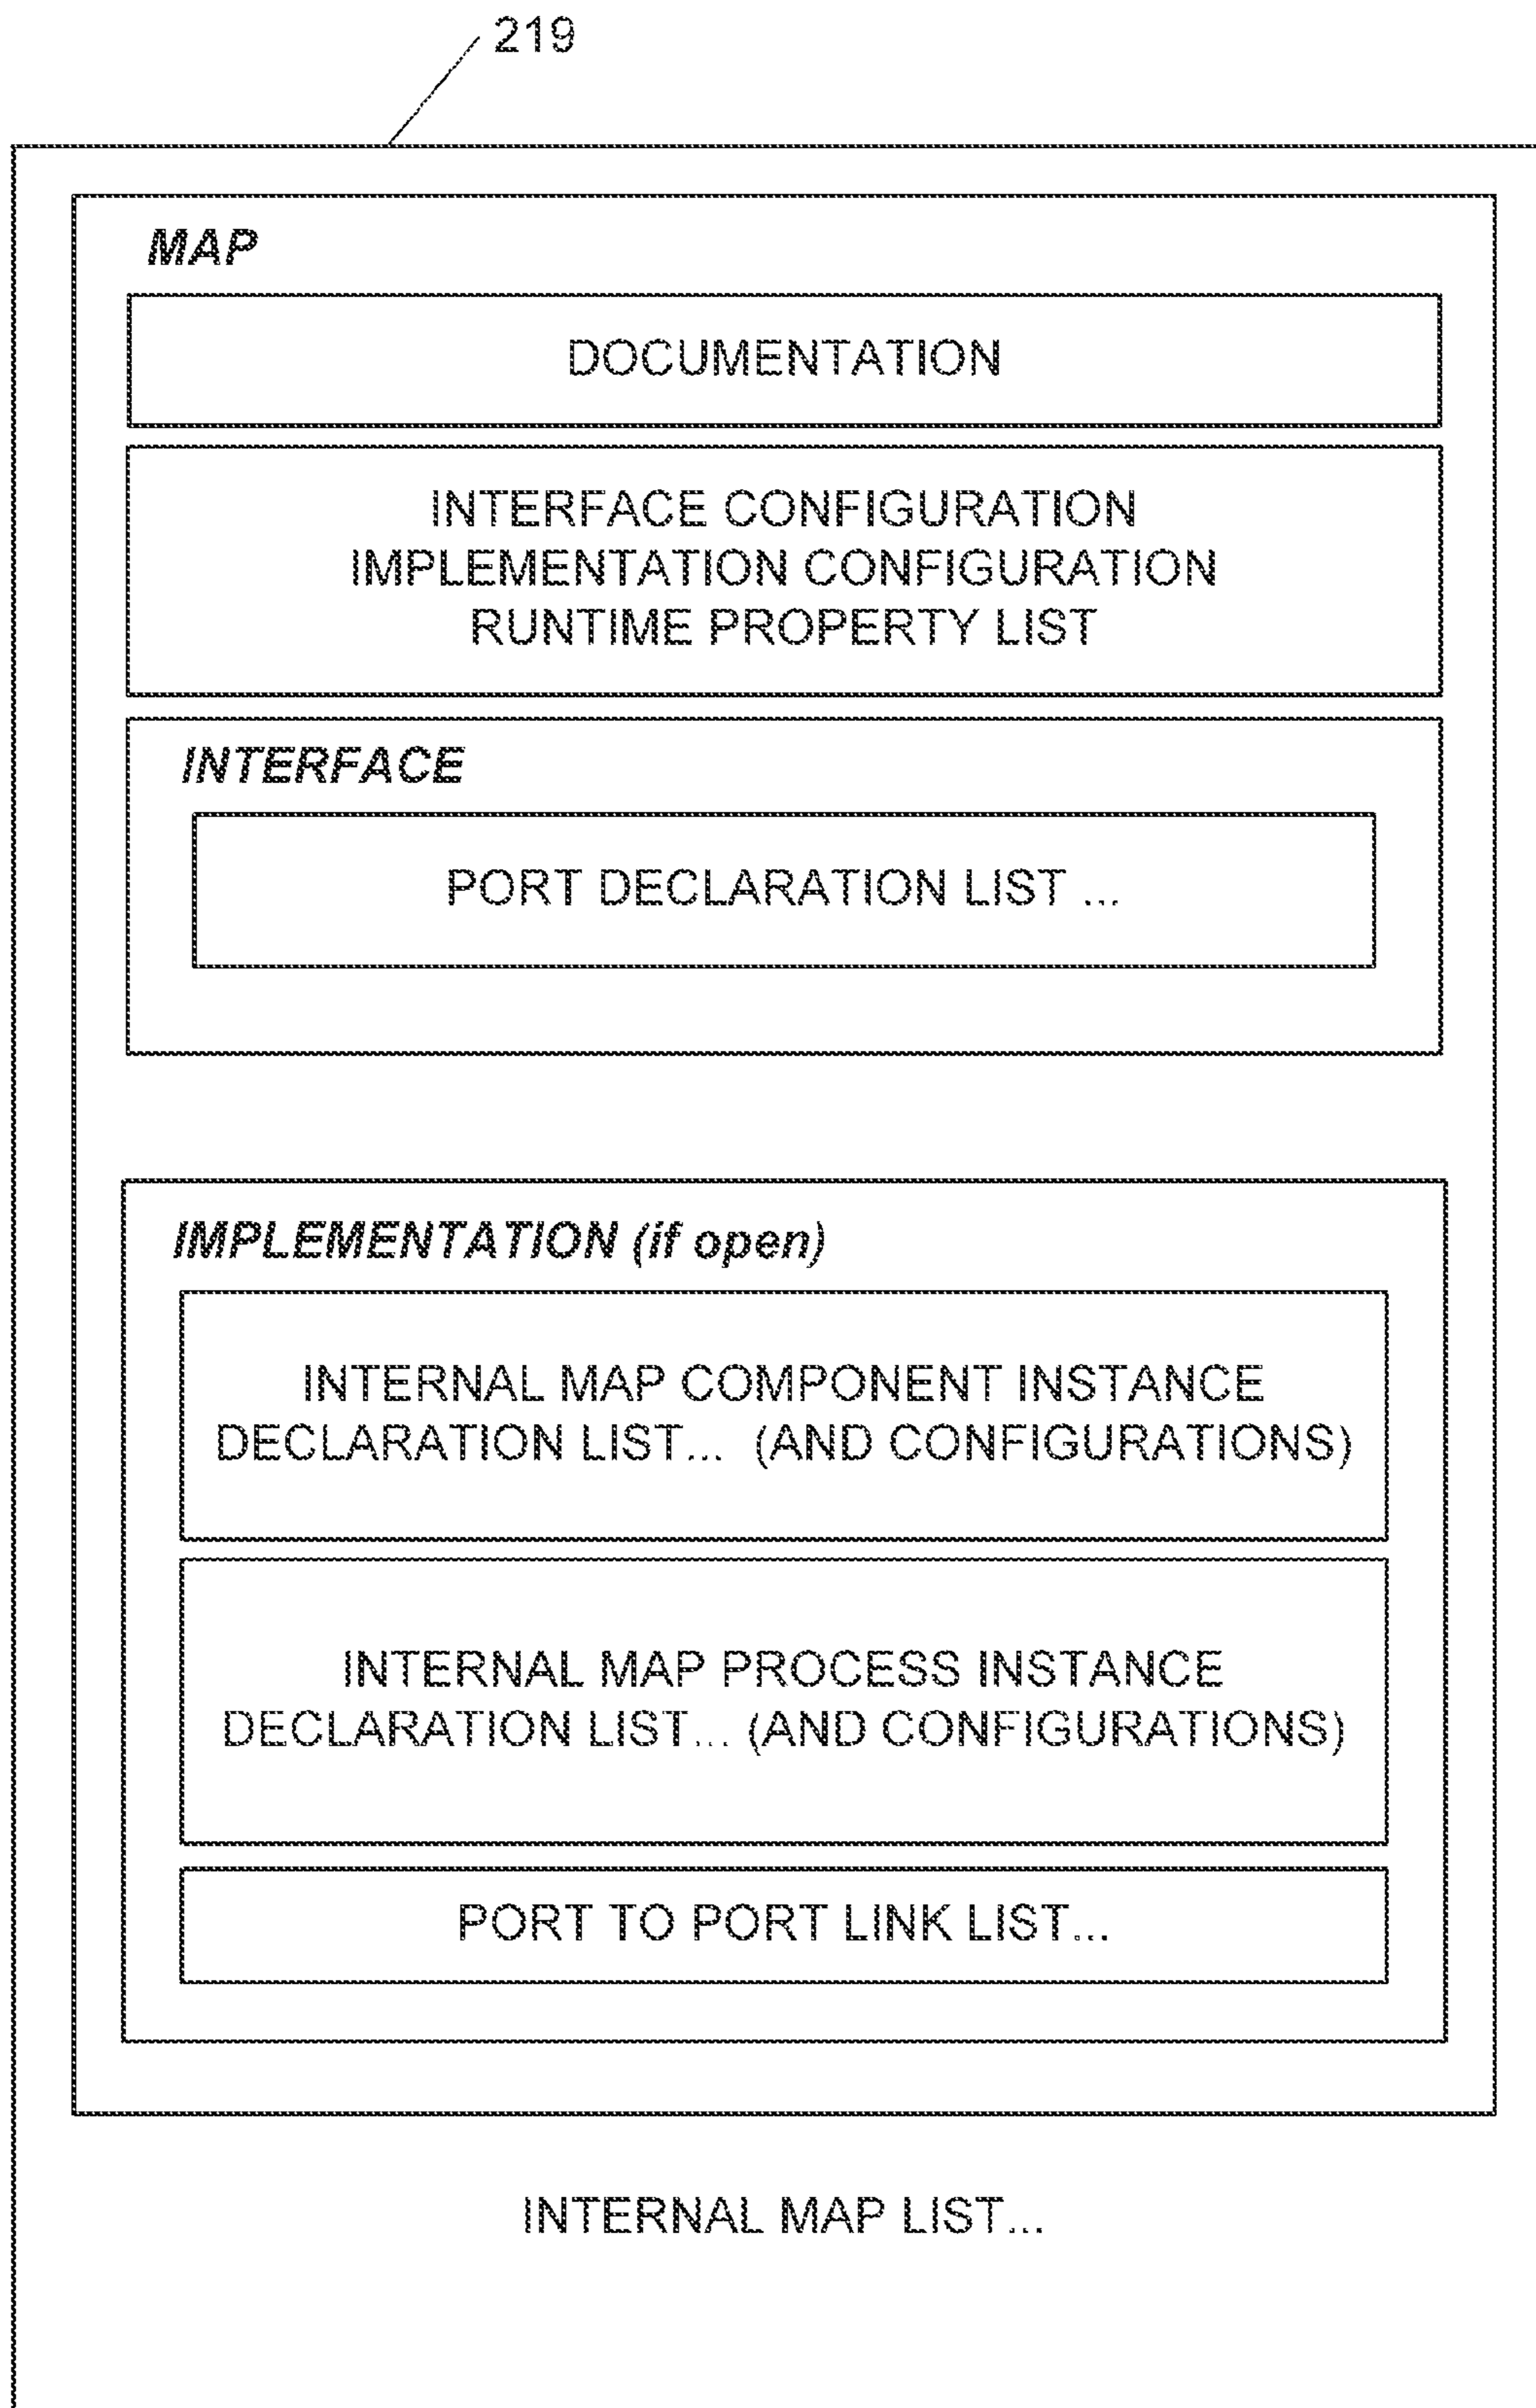 219
MAP
DOCUMENTATION
INTERFACE CONFIGURATION
IMPLEMENTATION CONFIGURATION
RUNTIME PROPERTY LIST
INTERFACE
PORT DECLARATION LIST ...
IMPLEMENTATION (if open)
INTERNAL MAP COMPONENT INSTANCE
DECLARATION LIST... (AND CONFIGURATIONS)
INTERNAL MAP PROCESS INSTANCE
DECLARATION LIST... (AND CONFIGURATIONS)
PORT TO PORT LINK LIST...
INTERNAL MAP LIST...